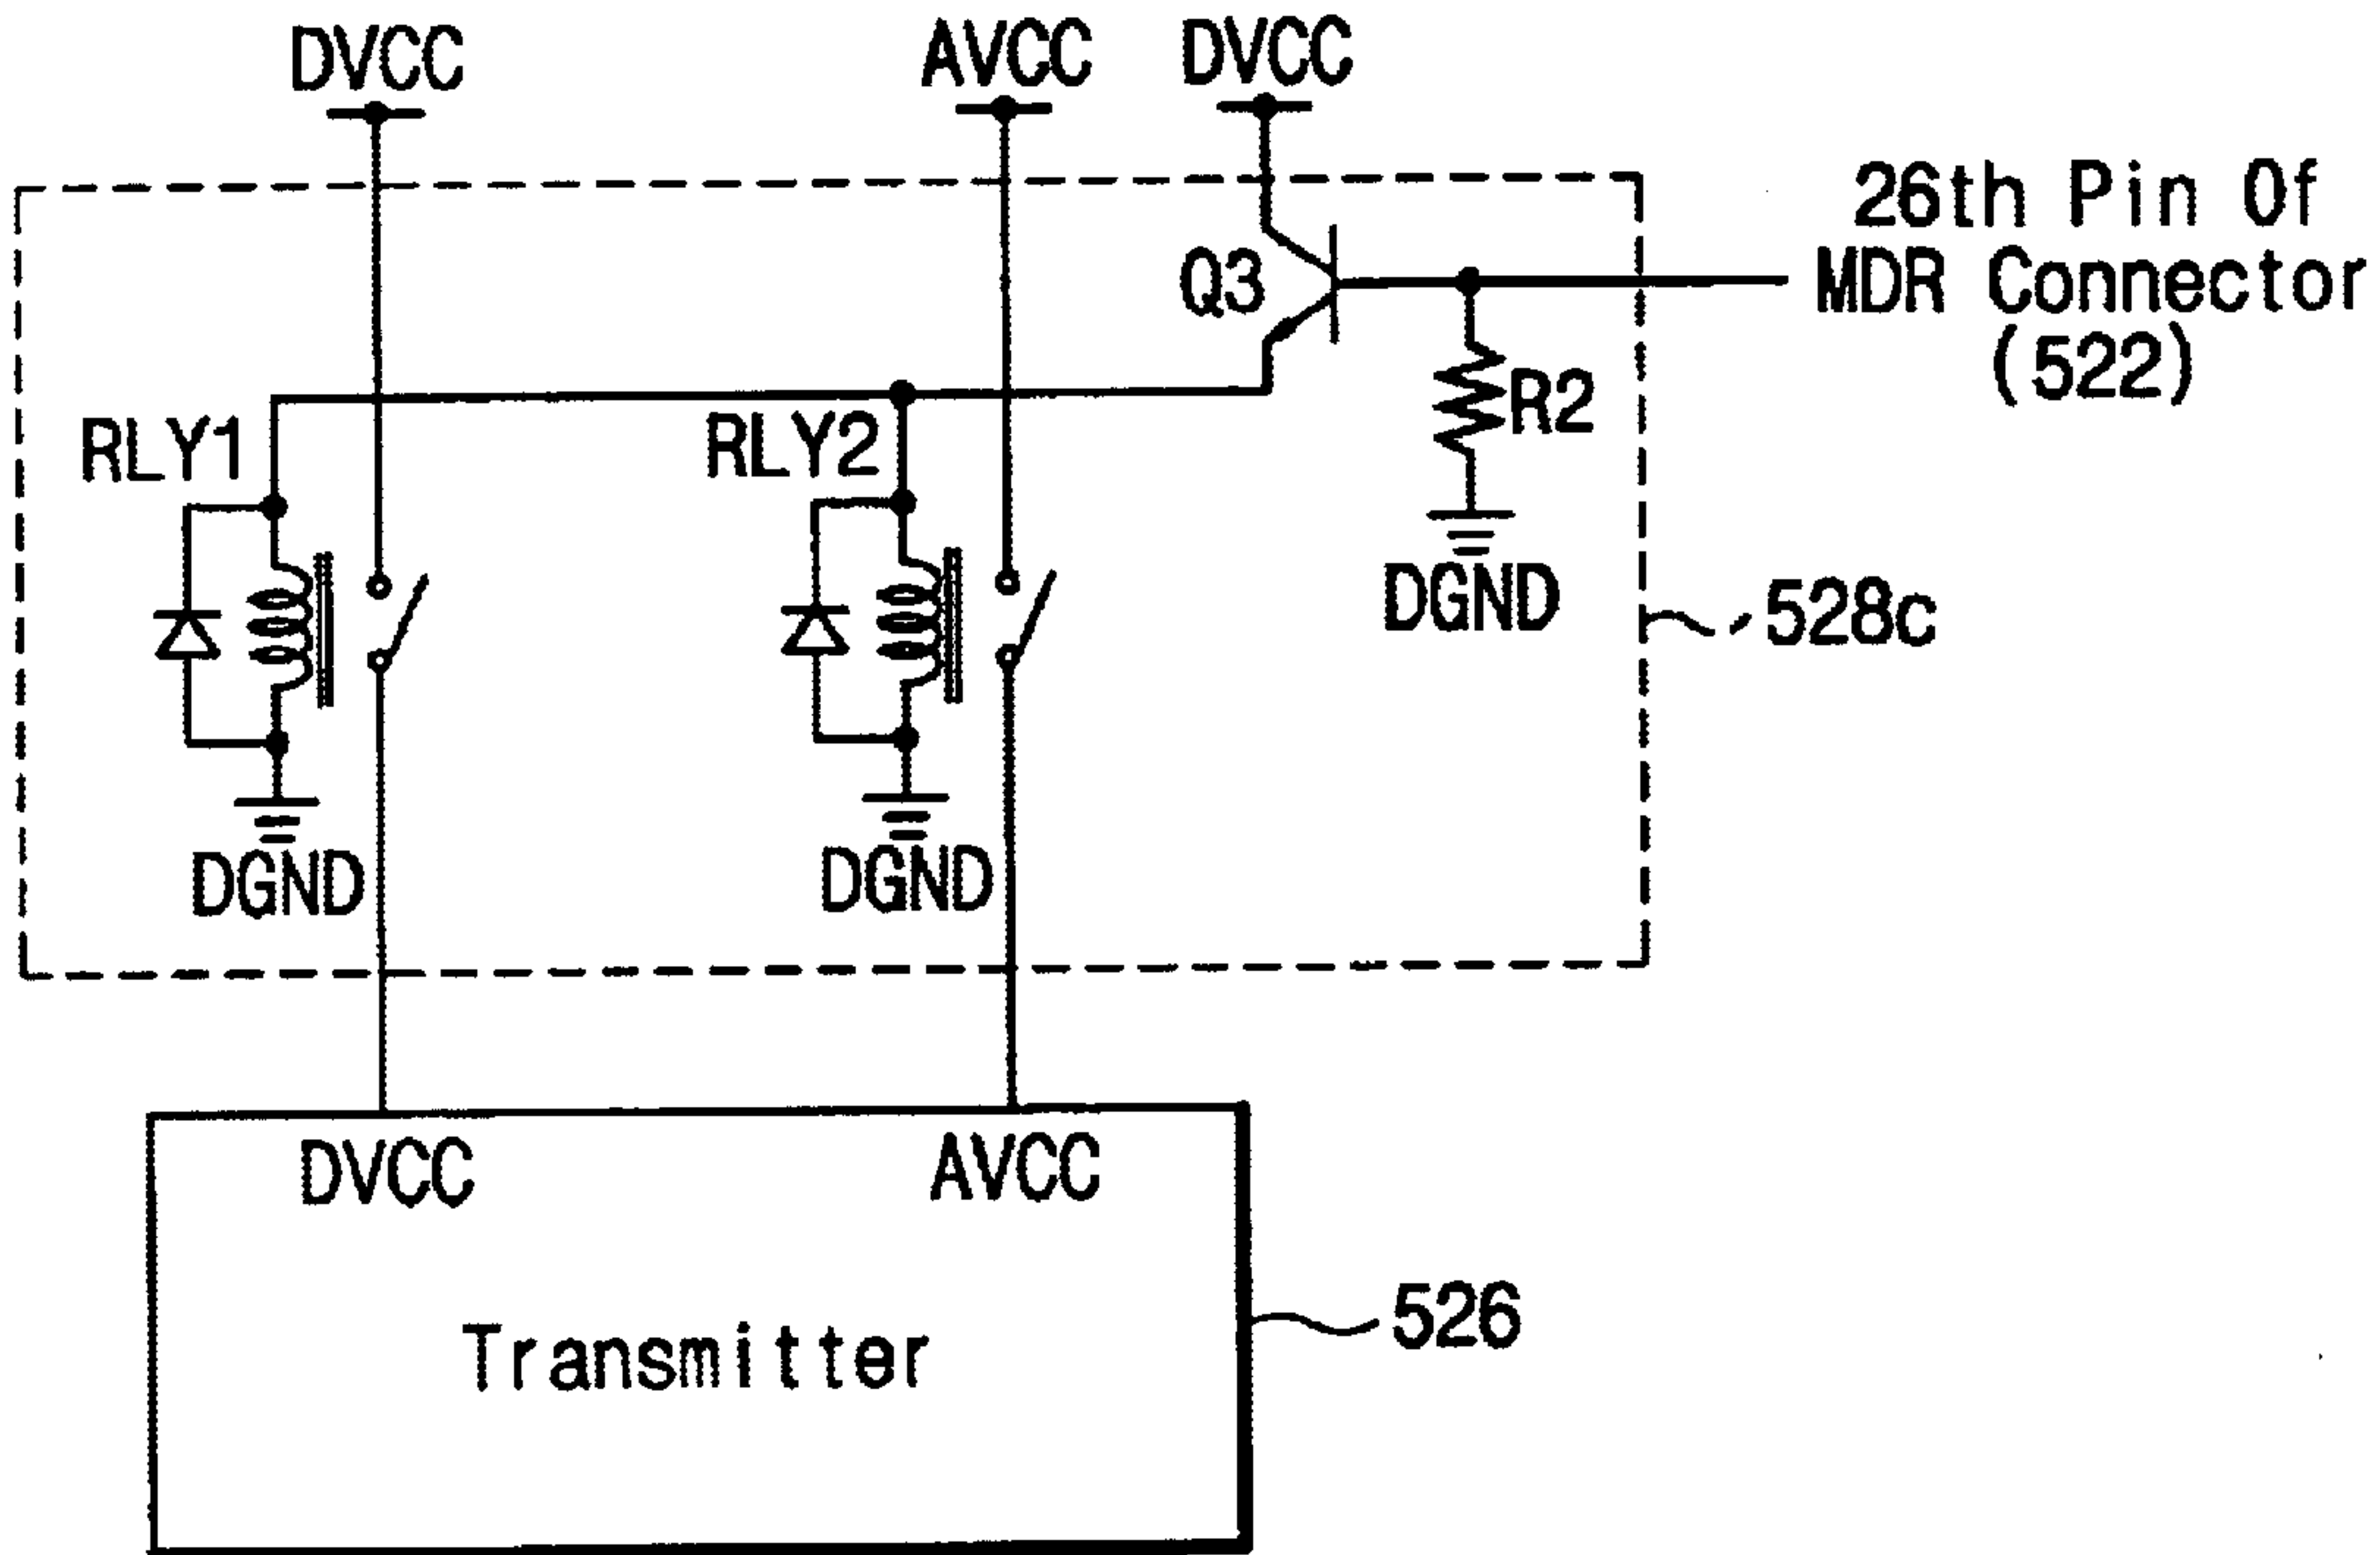 DVCC
AVCC
DVCC
26th Pin Of
MDR Connector
(522)
Q3
R2
RLY1
RLY2
DGND
528c
DGND
DGND
DVCC
AVCC
Transmitter
526